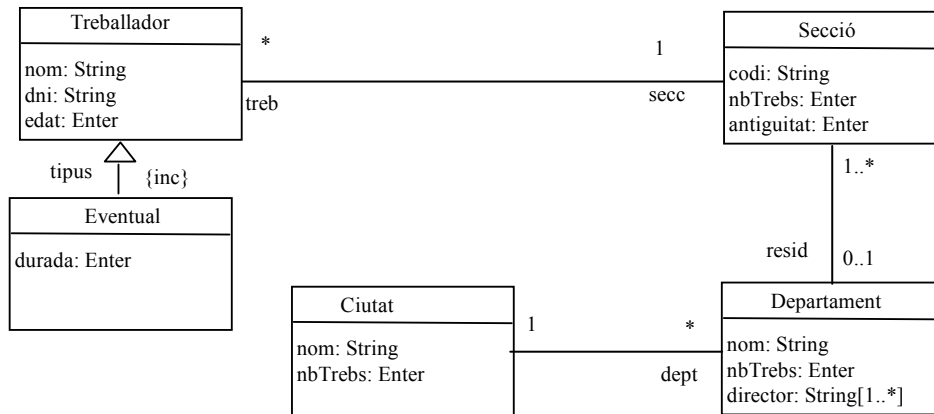 Treballador
nom: String
dni: String
edat: Enter
*
treb
1
secc
Secció
codi: String
nbTrebs: Enter
antiguitat: Enter
tipus
{inc}
Eventual
durada: Enter
1..*
resid
0..1
Ciutat
nom: String
nbTrebs: Enter
1
*
dept
Departament
nom: String
nbTrebs: Enter
director: String[1..*]